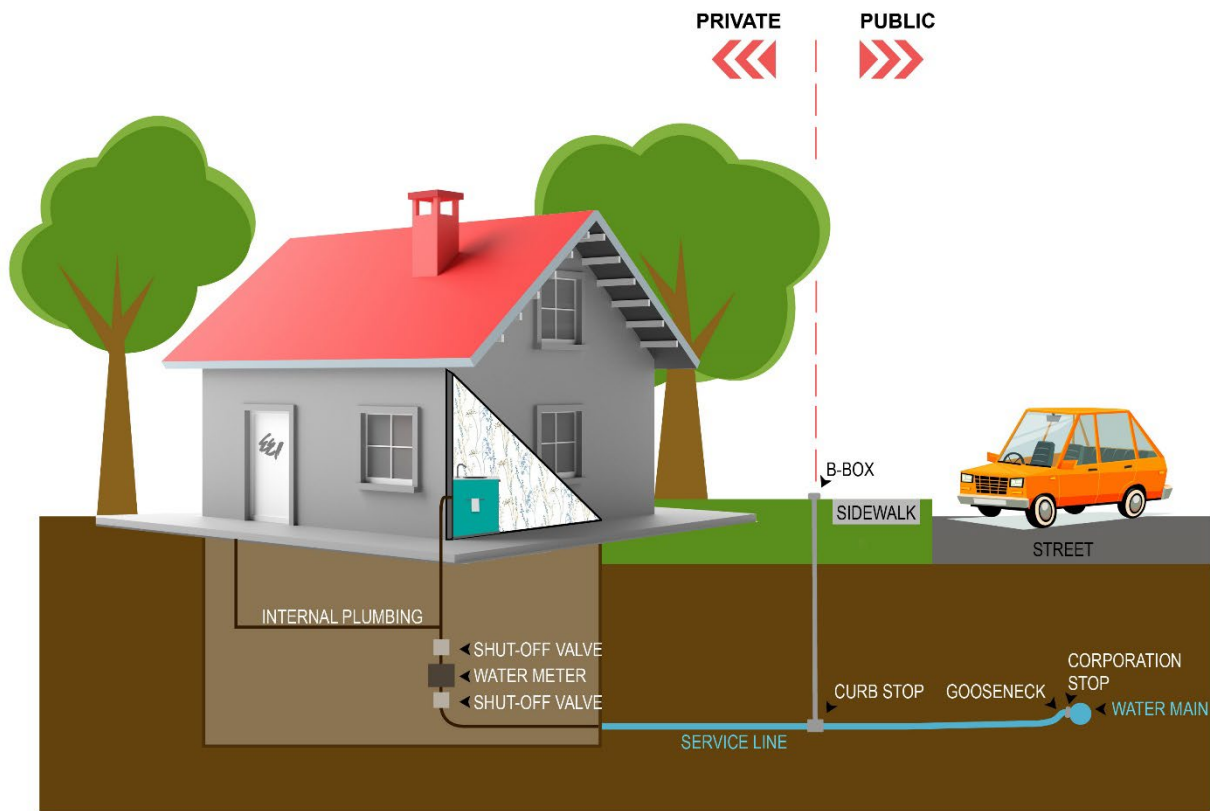 PRIVATE
PUBLIC
B-BOX
SIDEWALK
STREET
INTERNAL PLUMBING
SHUT-OFF VALVE
WATER METER
SHUT-OFF VALVE
CURB STOP
GOOSENECK
CORPORATION
STOP
WATER MAIN
SERVICE LINE